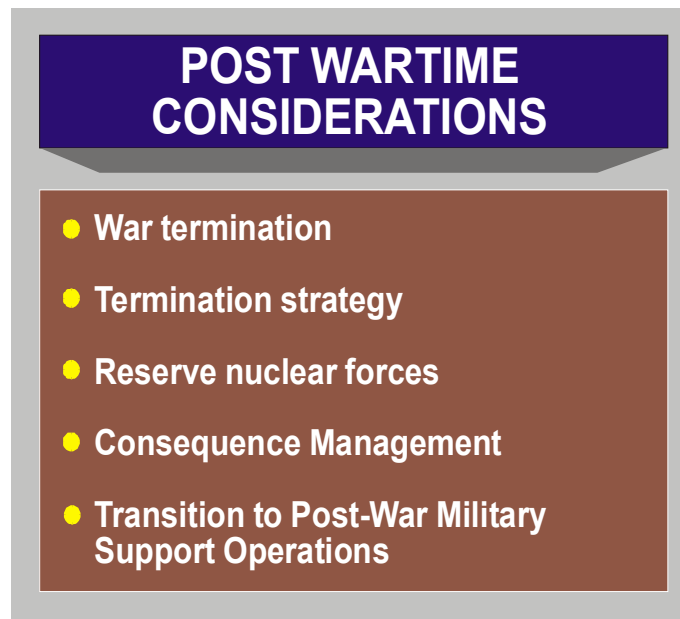 POST WARTIME
CONSIDERATIONS
War termination
Termination strategy
Reserve nuclear forces
Consequence Management
Transition to Post-War Military
Support Operations